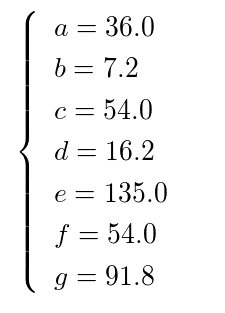 a = 36.0
b = 7.2
c = 54.0
d = 16.2
e = 135.0
f = 54.0
g = 91.8